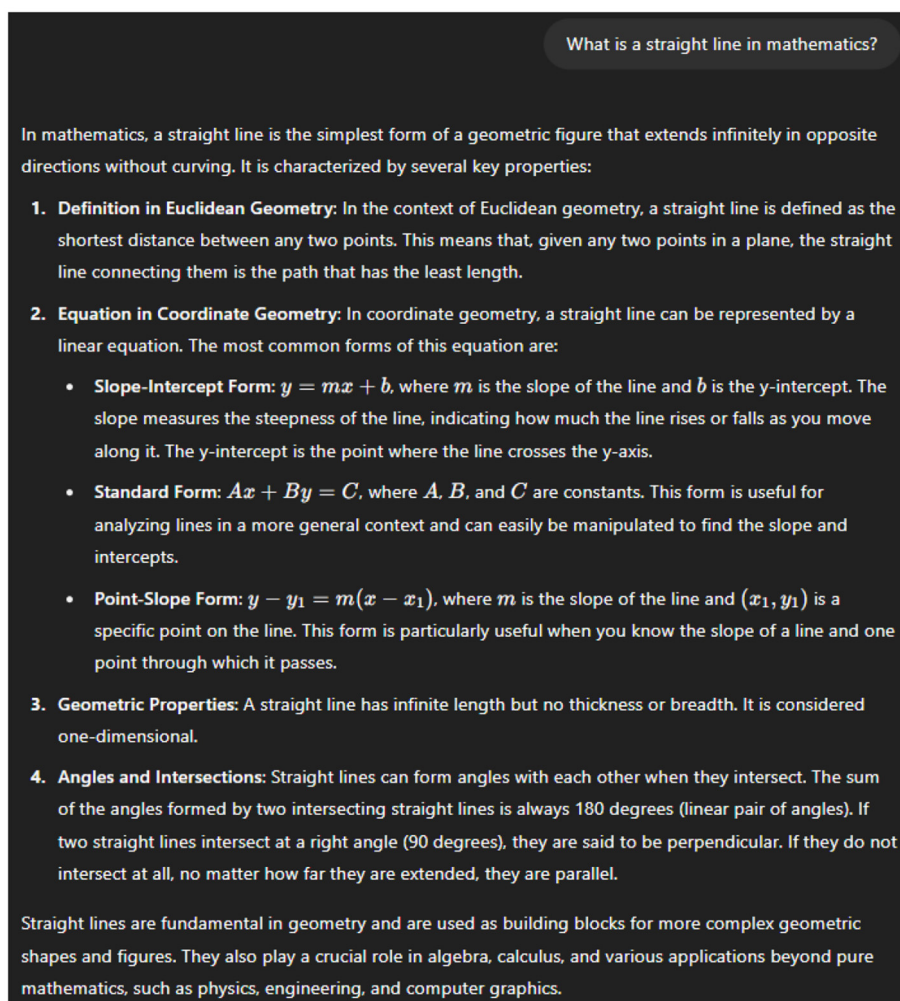 What is a straight line in mathematics?
In mathematics, a straight line is the simplest form of a geometric figure that extends infinitely in opposite
directions without curving. It is characterized by several key properties:
1. Definition in Euclidean Geometry: In the context of Euclidean geometry, a straight line is defined as the
shortest distance between any two points. This means that, given any two points in a plane, the straight
line connecting them is the path that has the least length.
2. Equation in Coordinate Geometry: In coordinate geometry, a straight line can be represented by a
linear equation. The most common forms of this equation are:
• Slope-Intercept Form: y = mx + b, where m is the slope of the line and b is the y-intercept. The
slope measures the steepness of the line, indicating how much the line rises or falls as you move
along it. The y-intercept is the point where the line crosses the y-axis.
• Standard Form: Ax + By = C, where A, B, and C are constants. This form is useful for
analyzing lines in a more general context and can easily be manipulated to find the slope and
intercepts.
• Point-Slope Form: y − y₁ = m(x − x₁), where m is the slope of the line and (x₁, y₁) is a
specific point on the line. This form is particularly useful when you know the slope of a line and one
point through which it passes.
3. Geometric Properties: A straight line has infinite length but no thickness or breadth. It is considered
one-dimensional.
4. Angles and Intersections: Straight lines can form angles with each other when they intersect. The sum
of the angles formed by two intersecting straight lines is always 180 degrees (linear pair of angles). If
two straight lines intersect at a right angle (90 degrees), they are said to be perpendicular. If they do not
intersect at all, no matter how far they are extended, they are parallel.
Straight lines are fundamental in geometry and are used as building blocks for more complex geometric
shapes and figures. They also play a crucial role in algebra, calculus, and various applications beyond pure
mathematics, such as physics, engineering, and computer graphics.